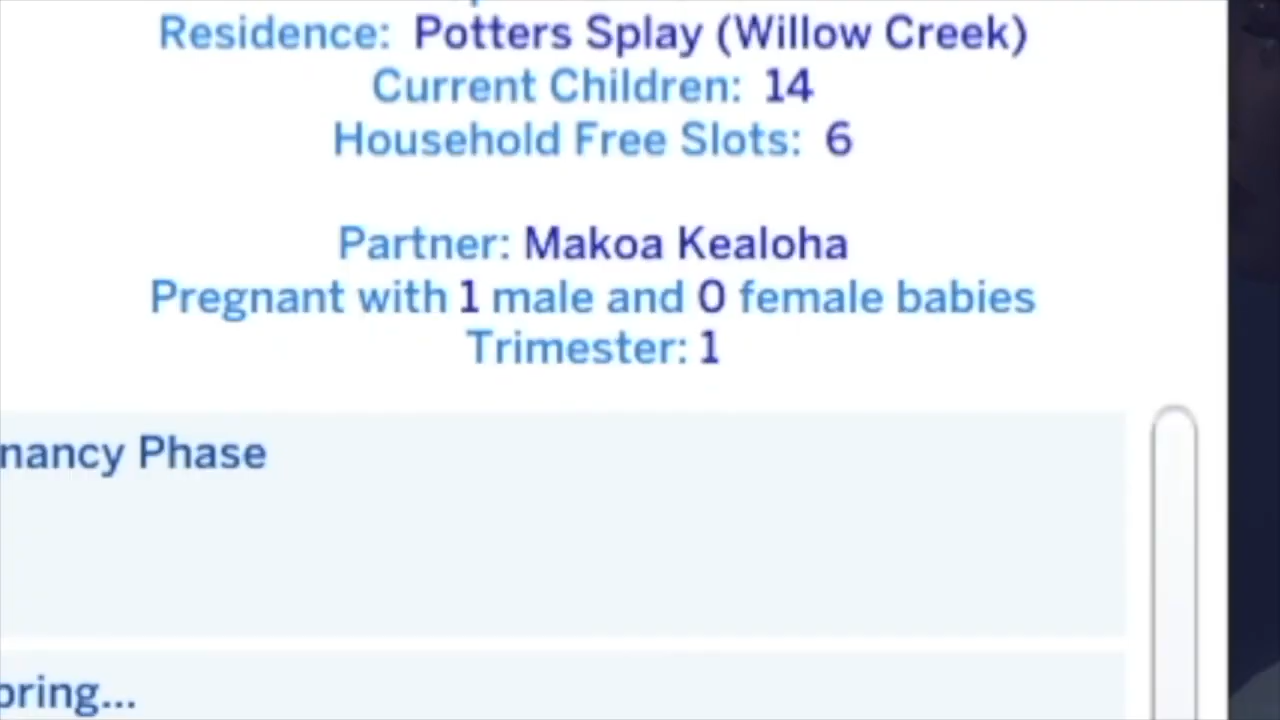 Residence: Potters Splay (Willow Creek)
Current Children: 14
Household Free Slots: 6
Partner: Makoa Kealoha
Pregnant with 1 male and 0 female babies
Trimester: 1
nancy Phase
oring...